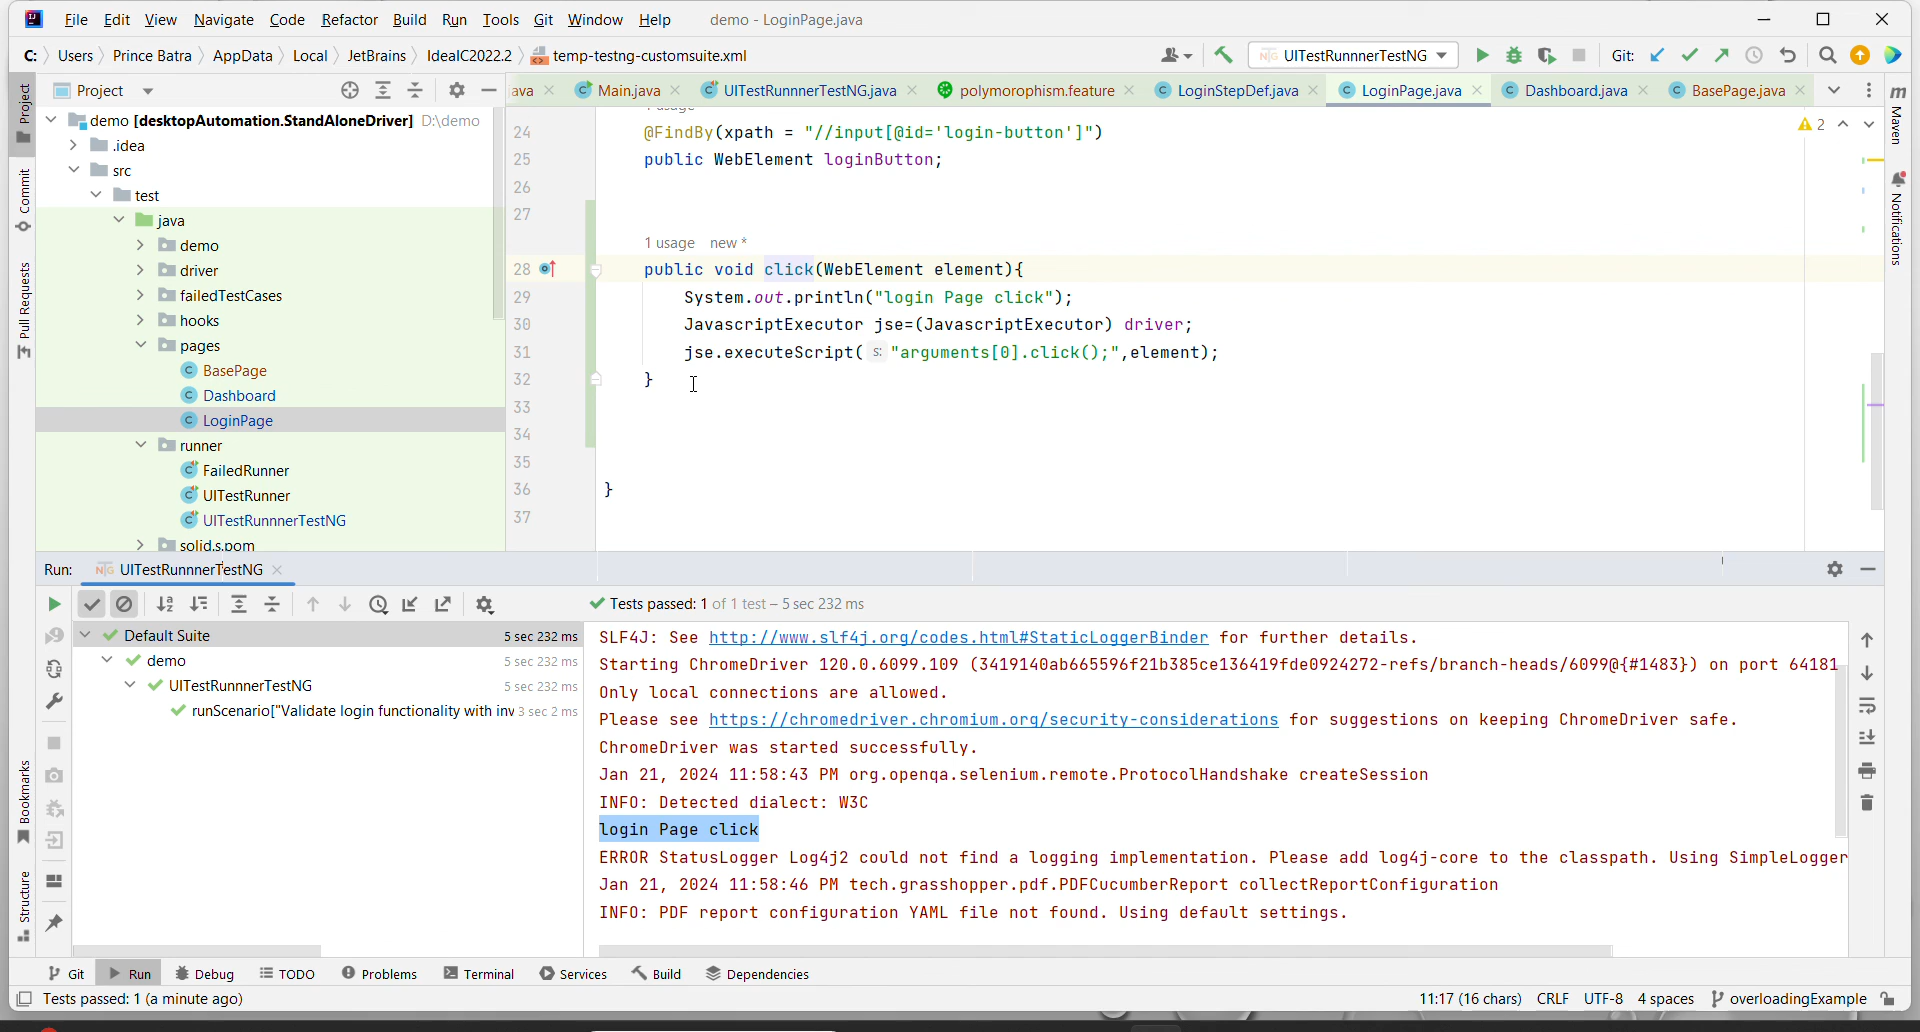 File Edit View Navigate Code Refactor Build Run Tools Git Window Help demo - LoginPage.java
C: Users Prince Batra AppData Local JetBrains IdealC2022.2 temp-testng-customsuite.xml UITestRunnnerTestNG Git:
Project ava Main.java UITestRunnnerTestNG.java polymorophism.feature LoginStepDef.java LoginPage.java Dashboard.java BasePage.java
demo [desktopAutomation.StandAloneDriver] D:\demo
.idea
src
test
java
demo
driver
failedTestCases
hooks
pages
BasePage
Dashboard
LoginPage
runner
FailedRunner
UITestRunner
UITestRunnnerTestNG
solid.s.pom
Project
Commit
Pull Requests
Bookmarks
Structure
24 @FindBy(xpath = "//input[@id='login-button']")
25 public WebElement loginButton;
26
27
1 usage new *
28 public void click(WebElement element){
29 System.out.println("login Page click");
30 JavascriptExecutor jse=(JavascriptExecutor) driver;
31 jse.executeScript( s: "arguments[0].click();",element);
32 }
33
34
35
36 }
37
2
m Maven
Notifications
Run: UITestRunnnerTestNG
Tests passed: 1 of 1 test – 5 sec 232 ms
Default Suite 5 sec 232 ms
demo 5 sec 232 ms
UITestRunnnerTestNG 5 sec 232 ms
runScenario["Validate login functionality with inv 3 sec 2 ms
SLF4J: See http://www.slf4j.org/codes.html#StaticLoggerBinder for further details.
Starting ChromeDriver 120.0.6099.109 (3419140ab665596f21b385ce136419fde0924272-refs/branch-heads/6099@{#1483}) on port 64181
Only local connections are allowed.
Please see https://chromedriver.chromium.org/security-considerations for suggestions on keeping ChromeDriver safe.
ChromeDriver was started successfully.
Jan 21, 2024 11:58:43 PM org.openqa.selenium.remote.ProtocolHandshake createSession
INFO: Detected dialect: W3C
login Page click
ERROR StatusLogger Log4j2 could not find a logging implementation. Please add log4j-core to the classpath. Using SimpleLogger
Jan 21, 2024 11:58:46 PM tech.grasshopper.pdf.PDFCucumberReport collectReportConfiguration
INFO: PDF report configuration YAML file not found. Using default settings.
Git Run Debug TODO Problems Terminal Services Build Dependencies
Tests passed: 1 (a minute ago) 11:17 (16 chars) CRLF UTF-8 4 spaces overloadingExample